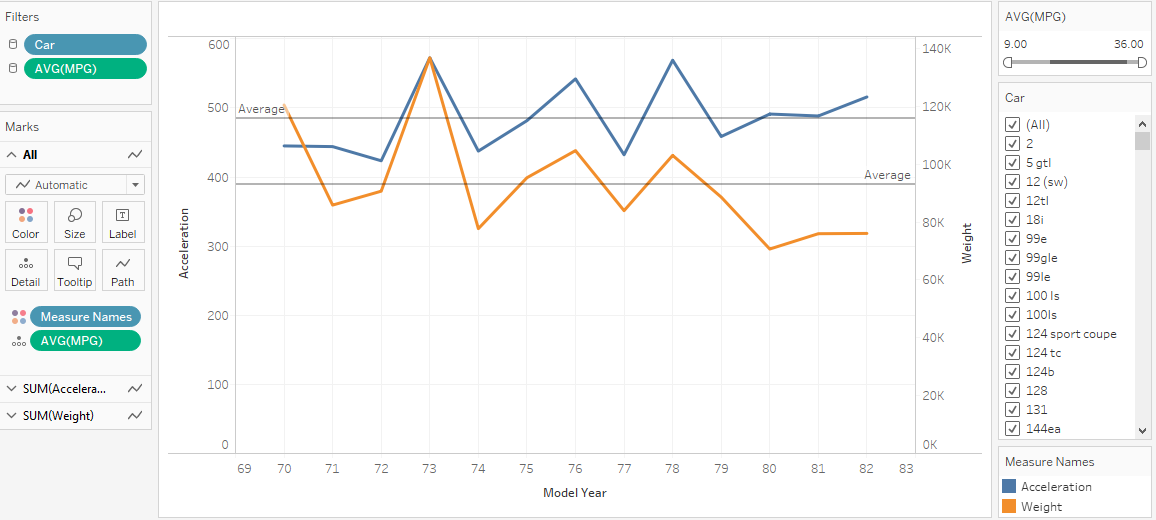 Filters
Car
AVG(MPG)
Marks
All
Automatic
Color
Size
Label
Detail
Tooltip
Path
Measure Names
AVG(MPG)
SUM(Accelera...
SUM(Weight)
600
500
400
300
200
100
0
Acceleration
Average
Average
140K
120K
100K
80K
60K
40K
20K
0K
Weight
69 70 71 72 73 74 75 76 77 78 79 80 81 82 83
Model Year
AVG(MPG)
9.00 36.00
Car
(All)
2
5 gtl
12 (sw)
12tl
18i
99e
99gle
99le
100 ls
100ls
124 sport coupe
124 tc
124b
128
131
144ea
Measure Names
Acceleration
Weight